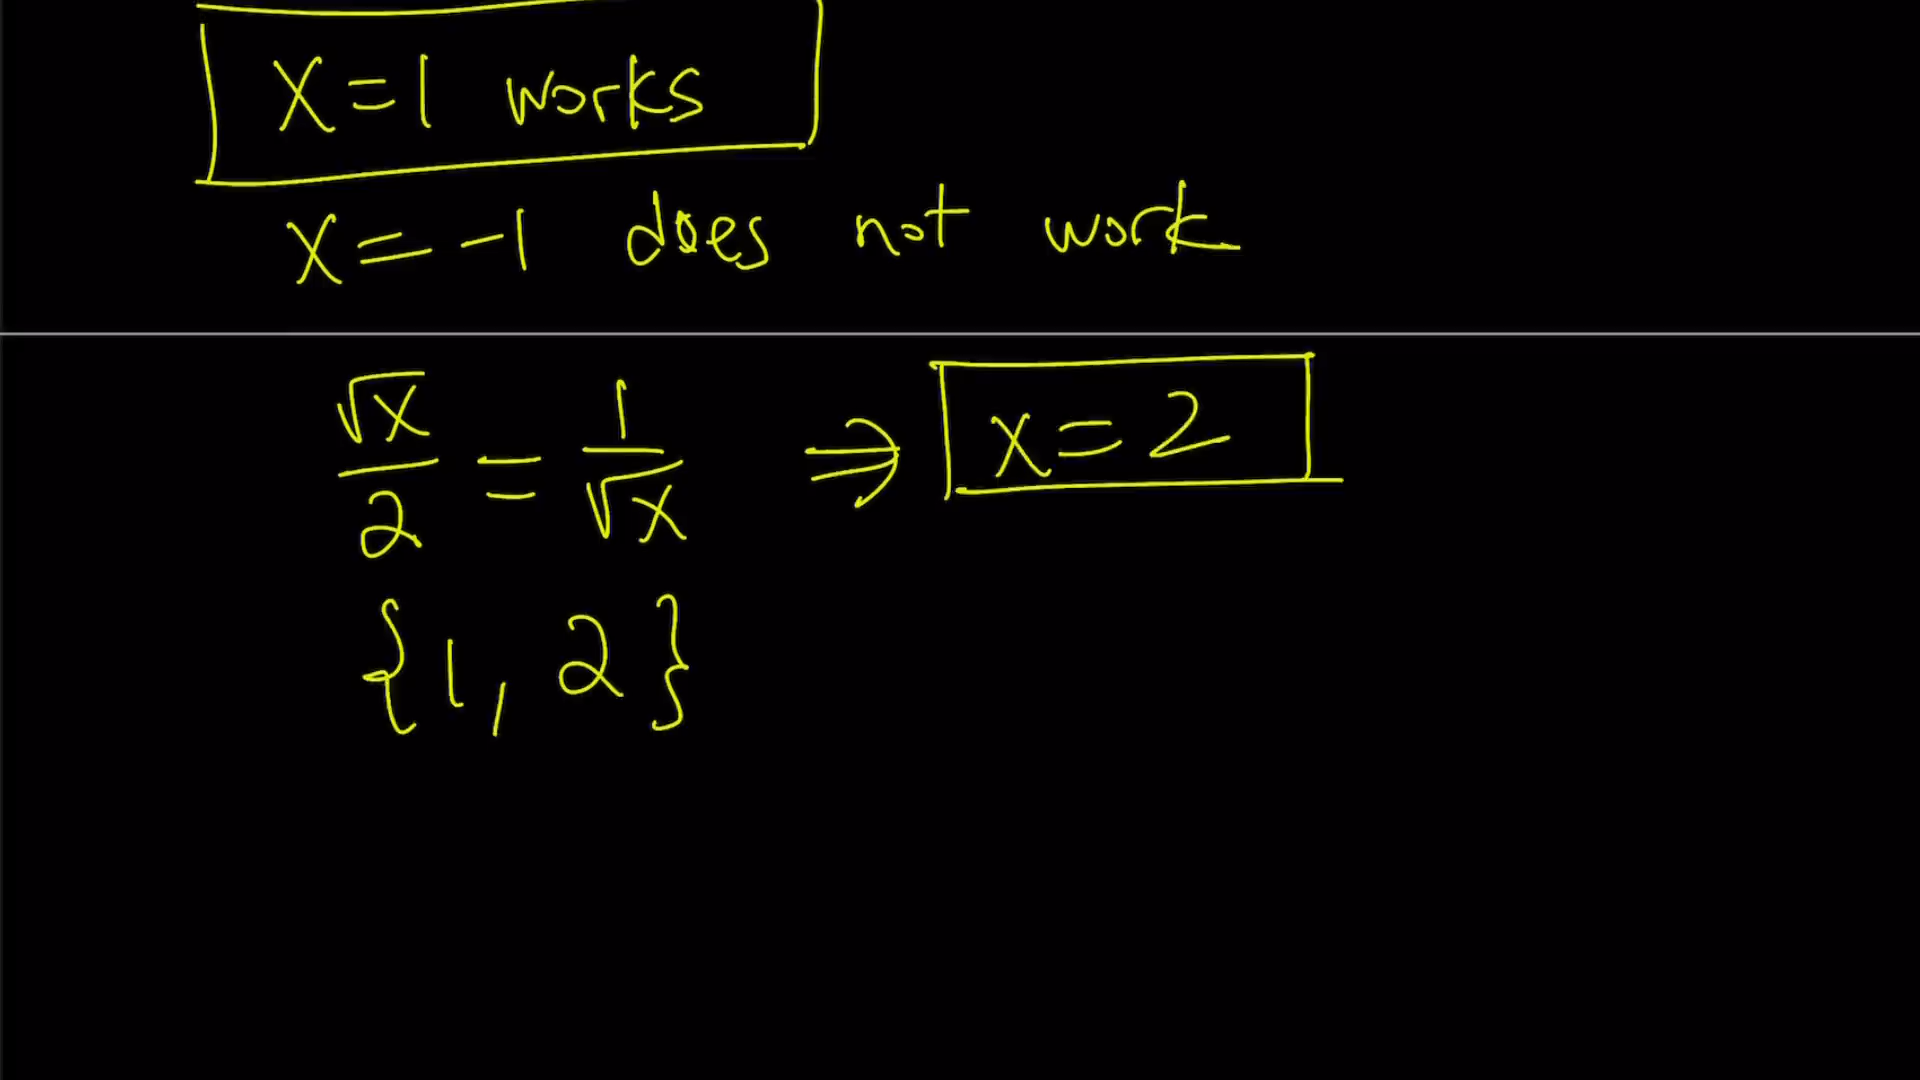 X=1 works
X=-1 does not work
√X/2 = 1/√X ⇒ X=2
{1, 2}